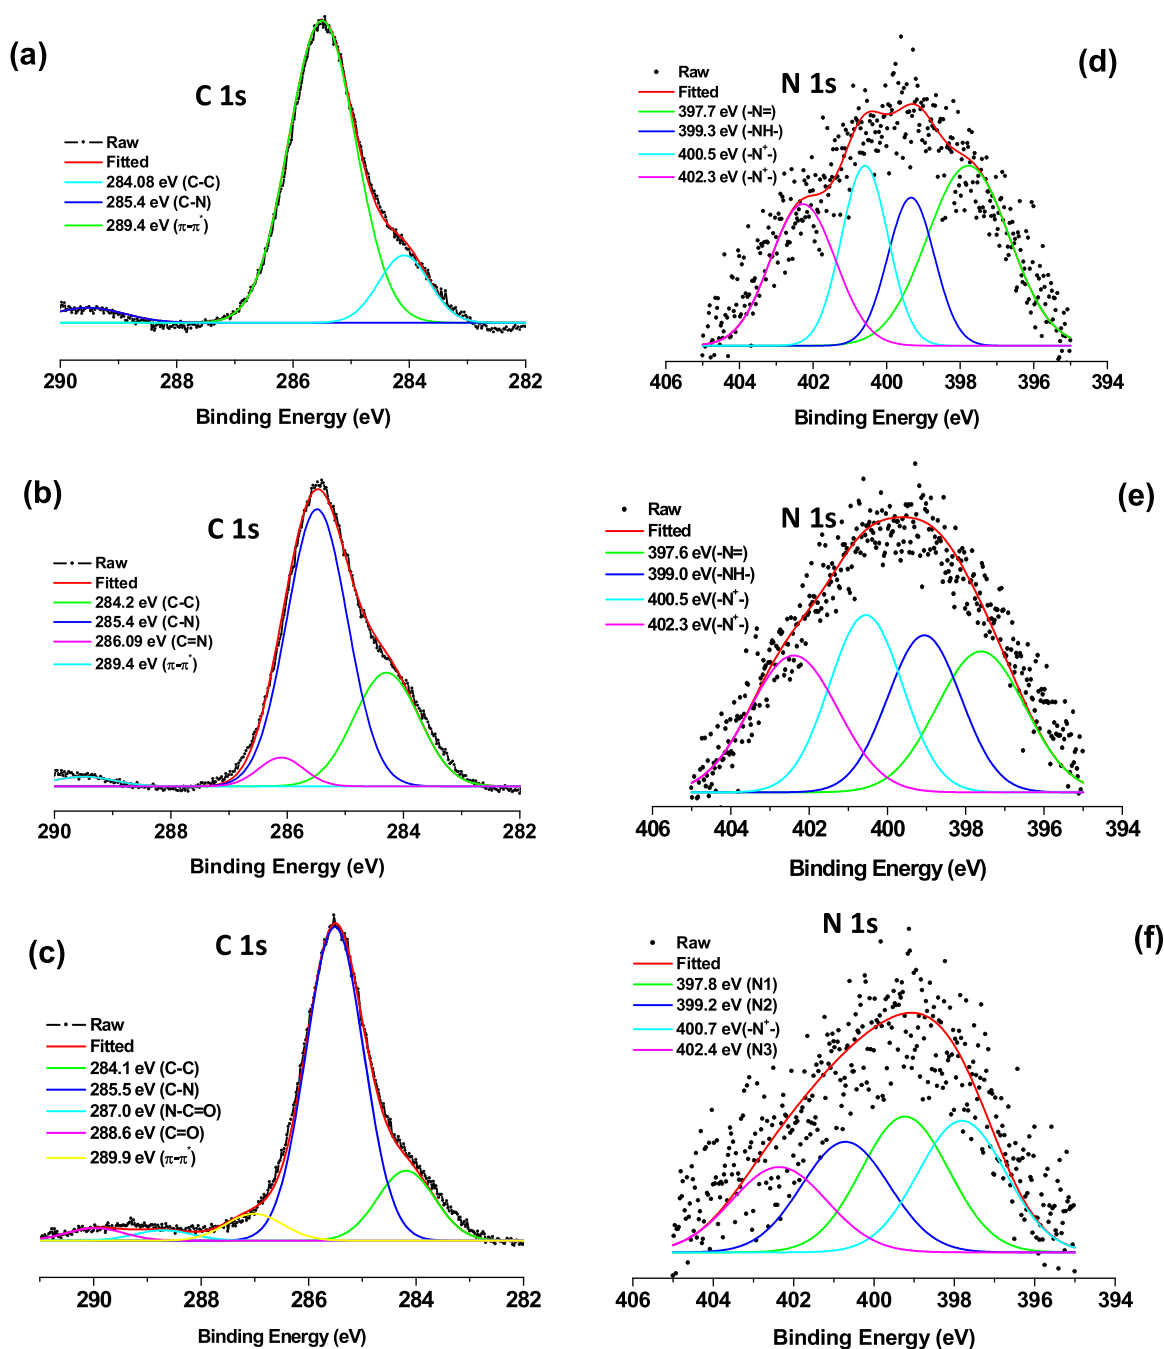 (a)
C 1s
Raw
Fitted
284.08 eV (C-C)
285.4 eV (C-N)
289.4 eV (π-π*)
290 288 286 284 282
Binding Energy (eV)
(d)
N 1s
Raw
Fitted
397.7 eV (-N=)
399.3 eV (-NH-)
400.5 eV (-N⁺-)
402.3 eV (-N⁺-)
406 404 402 400 398 396 394
Binding Energy (eV)
(b)
C 1s
Raw
Fitted
284.2 eV (C-C)
285.4 eV (C-N)
286.09 eV (C=N)
289.4 eV (π-π*)
290 288 286 284 282
Binding Energy (eV)
(e)
N 1s
Raw
Fitted
397.6 eV(-N=)
399.0 eV(-NH-)
400.5 eV(-N⁺-)
402.3 eV(-N⁺-)
406 404 402 400 398 396 394
Binding Energy (eV)
(c)
C 1s
Raw
Fitted
284.1 eV (C-C)
285.5 eV (C-N)
287.0 eV (N-C=O)
288.6 eV (C=O)
289.9 eV (π-π*)
290 288 286 284 282
Binding Energy (eV)
(f)
N 1s
Raw
Fitted
397.8 eV (N1)
399.2 eV (N2)
400.7 eV(-N⁺-)
402.4 eV (N3)
406 404 402 400 398 396 394
Binding Energy (eV)